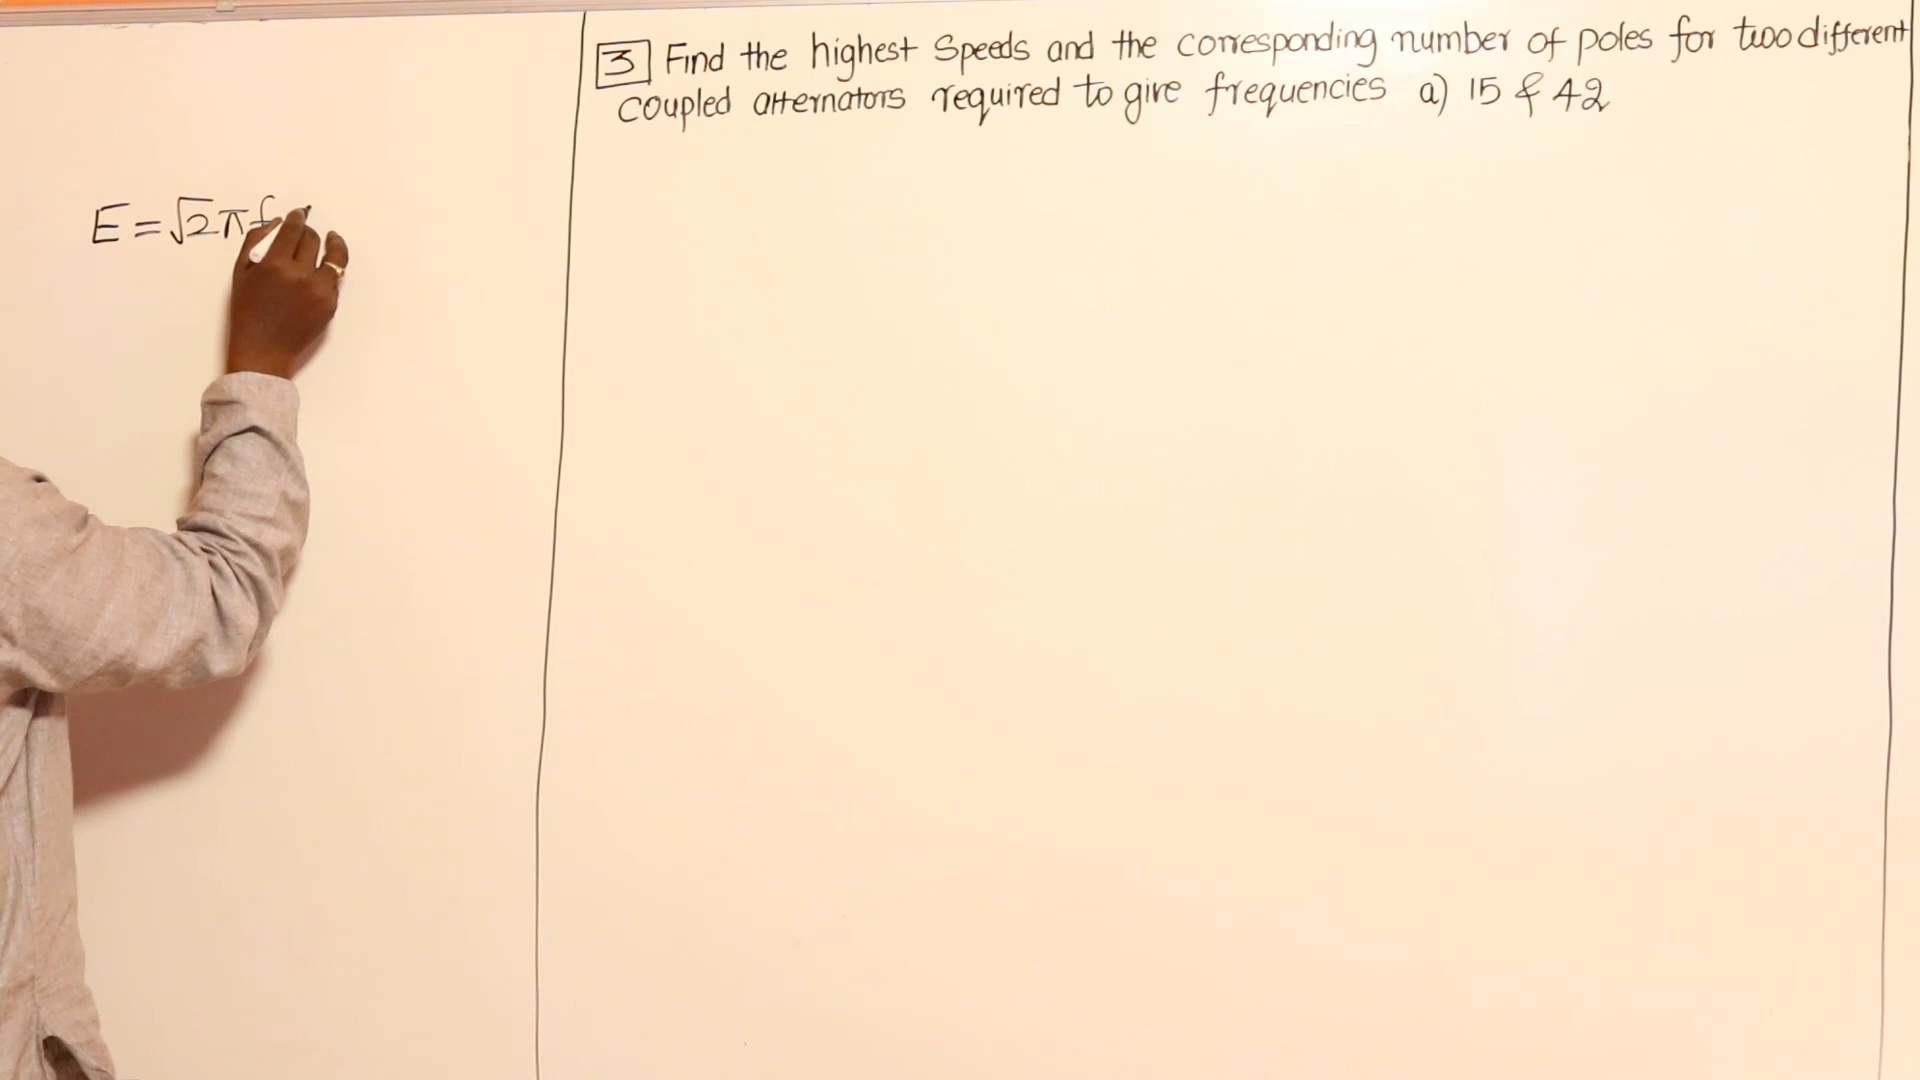 E = √2 π f
3 Find the highest speeds and the corresponding number of poles for two different
coupled alternators required to give frequencies a) 15 & 42